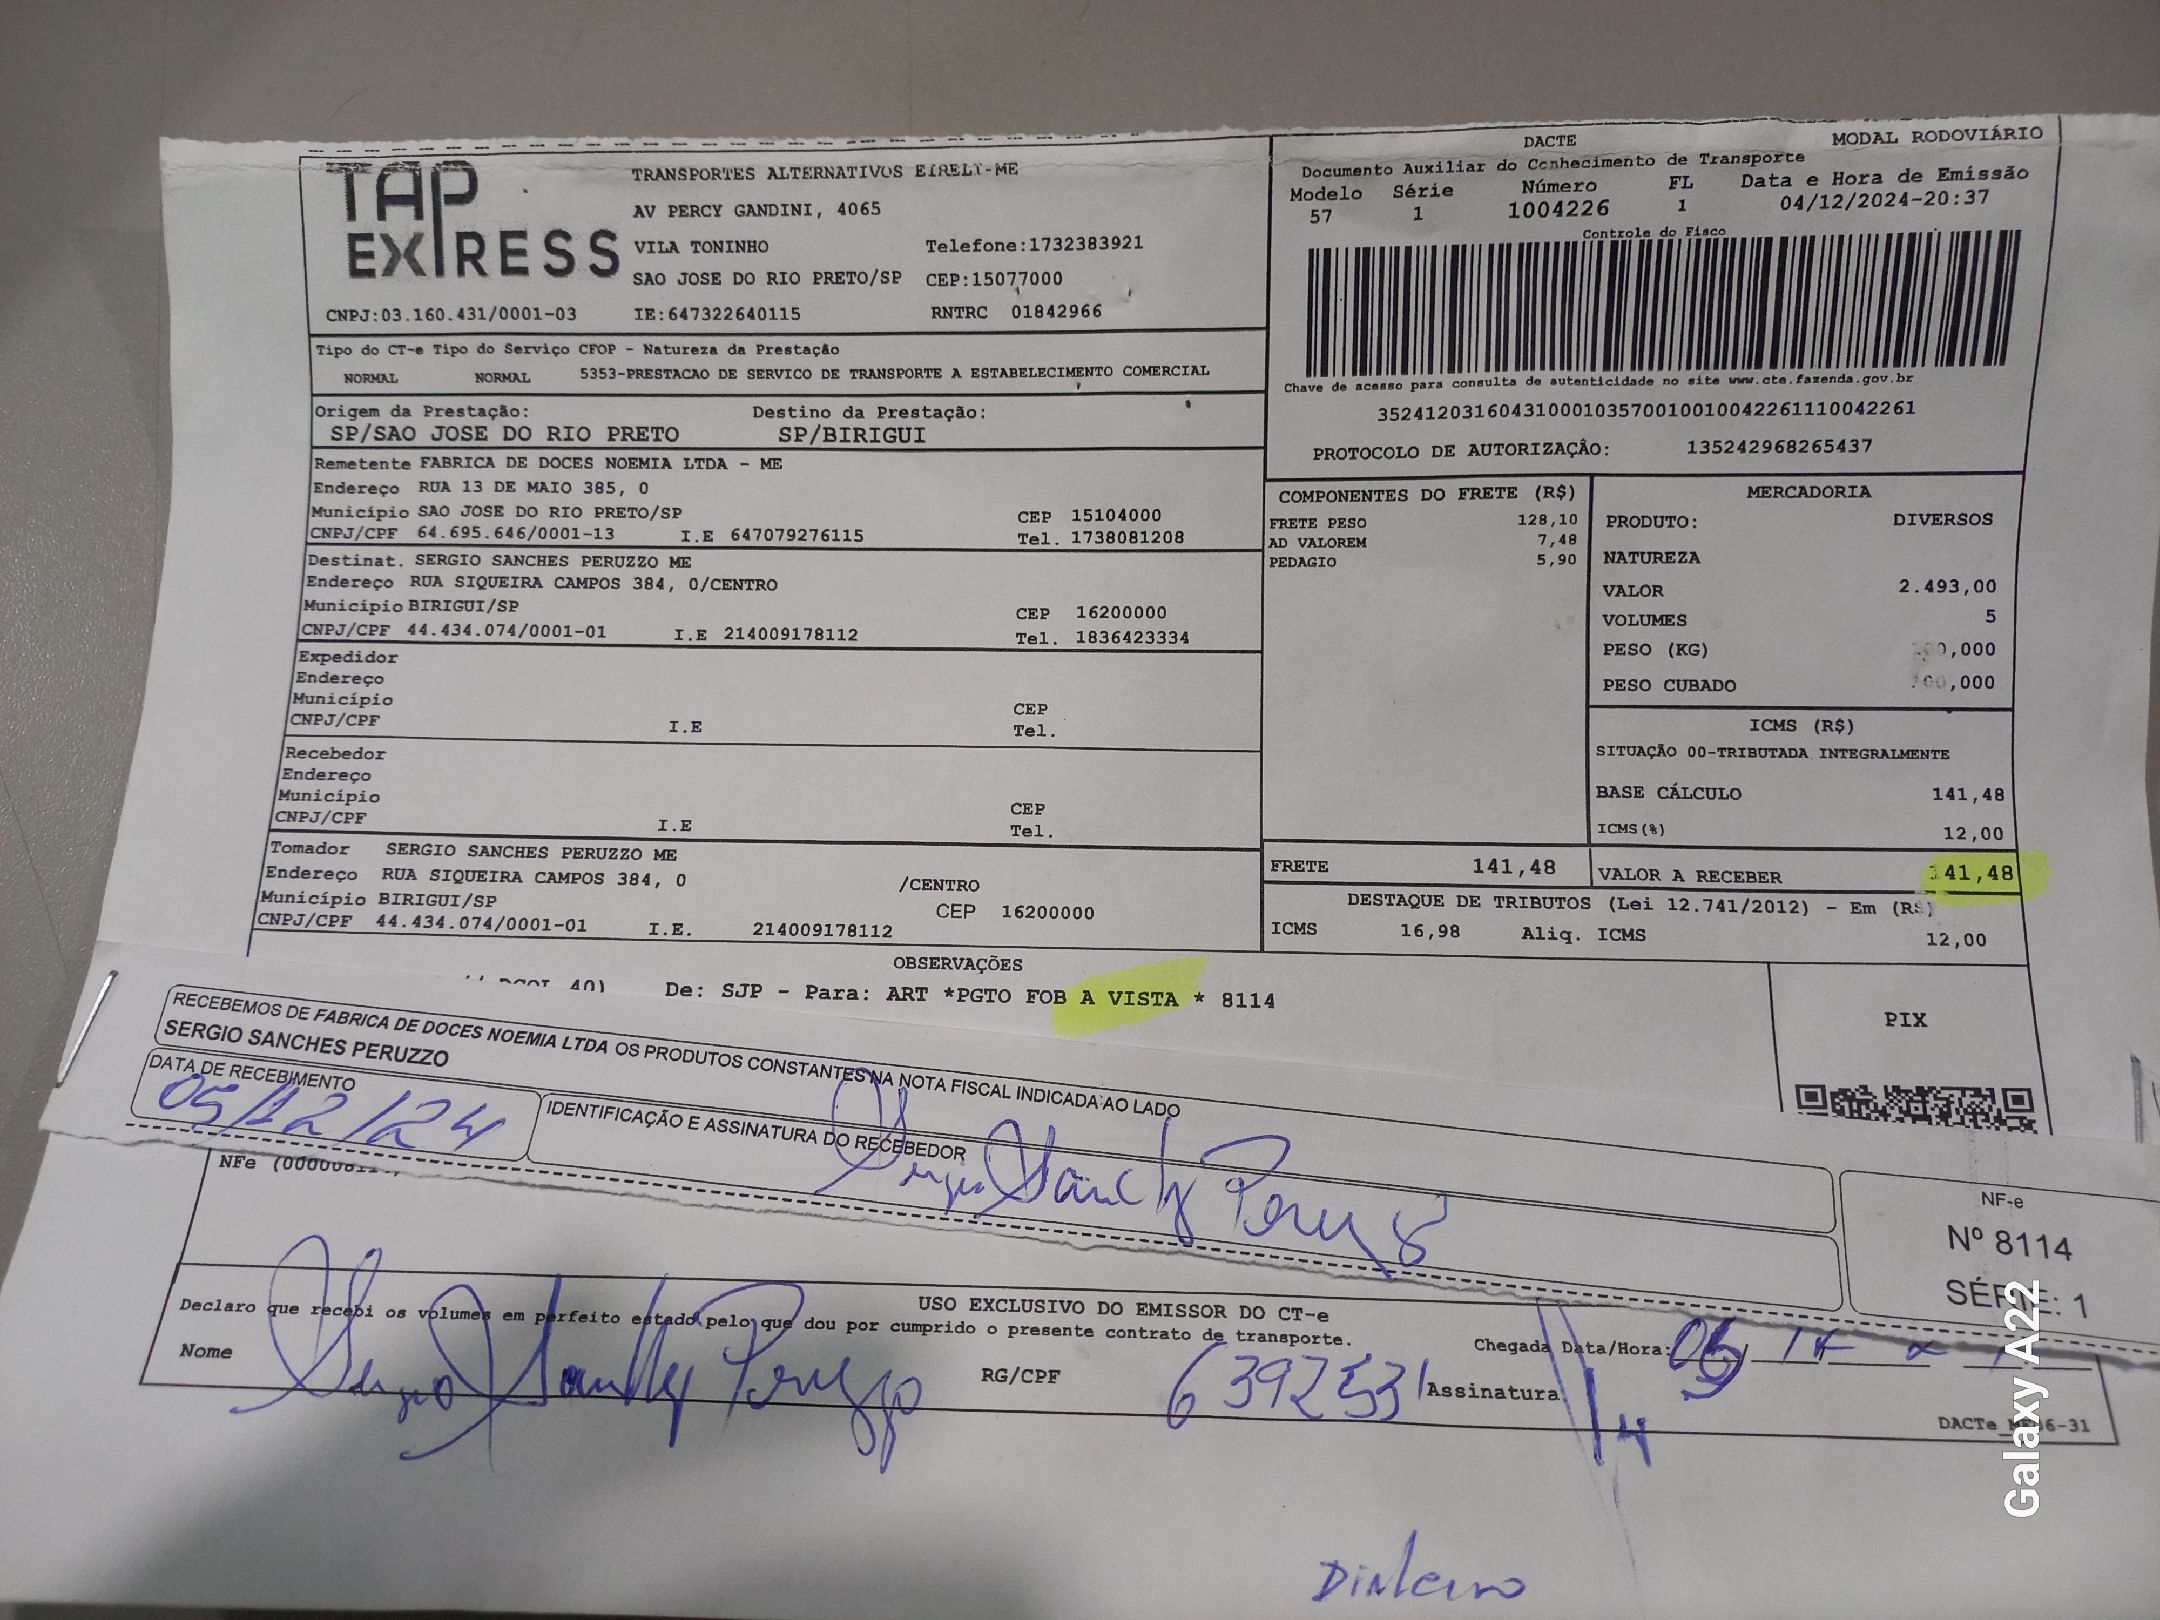 TAP EXPRESS
TRANSPORTES ALTERNATIVOS EIRELI-ME
AV PERCY GANDINI, 4065
VILA TONINHO Telefone:1732383921
SAO JOSE DO RIO PRETO/SP CEP:15077000
CNPJ:03.160.431/0001-03 IE:647322640115 RNTRC 01842966
DACTE MODAL RODOVIÁRIO
Documento Auxiliar do Conhecimento de Transporte
Modelo Série Número FL Data e Hora de Emissão
57 1 1004226 1 04/12/2024-20:37
Controle do Fisco
Chave de acesso para consulta de autenticidade no site www.cte.fazenda.gov.br
35241203160431000103570010010042261110042261
PROTOCOLO DE AUTORIZAÇÂO: 135242968265437
Tipo do CT-e Tipo do Serviço CFOP - Natureza da Prestação
NORMAL NORMAL 5353-PRESTACAO DE SERVICO DE TRANSPORTE A ESTABELECIMENTO COMERCIAL
Origem da Prestação: Destino da Prestação:
SP/SAO JOSE DO RIO PRETO SP/BIRIGUI
Remetente FABRICA DE DOCES NOEMIA LTDA - ME
Endereço RUA 13 DE MAIO 385, 0
Município SAO JOSE DO RIO PRETO/SP CEP 15104000
CNPJ/CPF 64.695.646/0001-13 I.E 647079276115 Tel. 1738081208
Destinat. SERGIO SANCHES PERUZZO ME
Endereço RUA SIQUEIRA CAMPOS 384, 0/CENTRO
Município BIRIGUI/SP CEP 16200000
CNPJ/CPF 44.434.074/0001-01 I.E 214009178112 Tel. 1836423334
Expedidor
Endereço
Município CEP
CNPJ/CPF I.E Tel.
Recebedor
Endereço
Município CEP
CNPJ/CPF I.E Tel.
Tomador SERGIO SANCHES PERUZZO ME
Endereço RUA SIQUEIRA CAMPOS 384, 0 /CENTRO
Município BIRIGUI/SP CEP 16200000
CNPJ/CPF 44.434.074/0001-01 I.E. 214009178112
COMPONENTES DO FRETE (R$)
FRETE PESO 128,10
AD VALOREM 7,48
PEDAGIO 5,90
MERCADORIA
PRODUTO: DIVERSOS
NATUREZA
VALOR 2.493,00
VOLUMES 5
PESO (KG)
PESO CUBADO
ICMS (R$)
SITUAÇÃO 00-TRIBUTADA INTEGRALMENTE
BASE CÁLCULO 141,48
ICMS(%) 12,00
FRETE 141,48 VALOR A RECEBER 141,48
DESTAQUE DE TRIBUTOS (Lei 12.741/2012) - Em (R$)
ICMS 16,98 Aliq. ICMS 12,00
OBSERVAÇÕES
De: SJP - Para: ART *PGTO FOB A VISTA * 8114
PIX
RECEBEMOS DE FABRICA DE DOCES NOEMIA LTDA OS PRODUTOS CONSTANTES NA NOTA FISCAL INDICADA AO LADO
SERGIO SANCHES PERUZZO
DATA DE RECEBIMENTO
05/12/24
IDENTIFICAÇÃO E ASSINATURA DO RECEBEDOR
NF-e
Nº 8114
SÉRIE: 1
NFe
USO EXCLUSIVO DO EMISSOR DO CT-e
Declaro que recebi os volumes em perfeito estado pelo que dou por cumprido o presente contrato de transporte.
Chegada Data/Hora:
Nome Sergio Sanches Peruzzo RG/CPF 6392531 Assinatura
Dinheiro
Galaxy A22